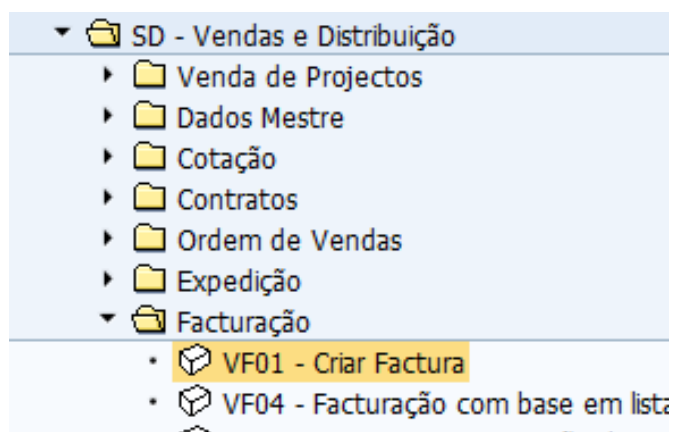 SD - Vendas e Distribuição
Venda de Projectos
Dados Mestre
Cotação
Contratos
Ordem de Vendas
Expedição
Facturação
VF01 - Criar Factura
VF04 - Facturação com base em lista